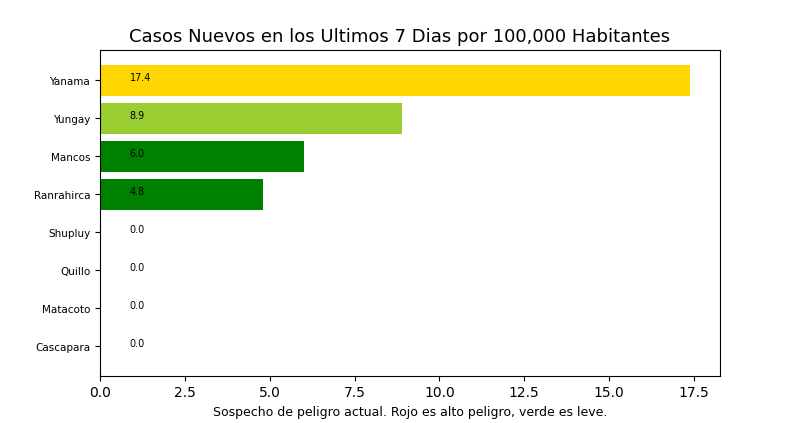 Casos Nuevos en los Ultimos 7 Dias por 100,000 Habitantes
Yanama 17.4
Yungay 8.9
Mancos 6.0
Ranrahirca 4.8
Shupluy 0.0
Quillo 0.0
Matacoto 0.0
Cascapara 0.0
0.0 2.5 5.0 7.5 10.0 12.5 15.0 17.5
Sospecho de peligro actual. Rojo es alto peligro, verde es leve.